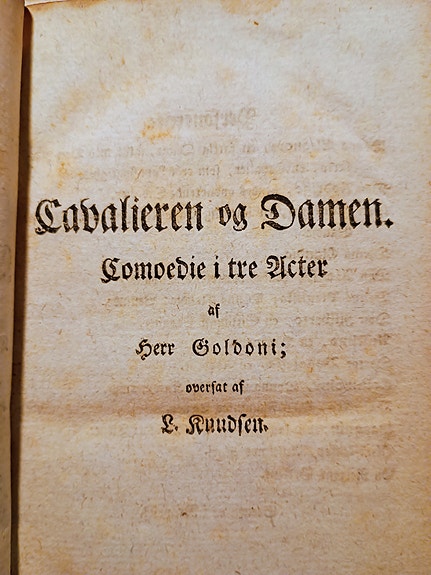 Cavalieren og Damen.
Comoedie i tre Acter
af
Herr Goldoni;
oversat af
L. Knudsen.